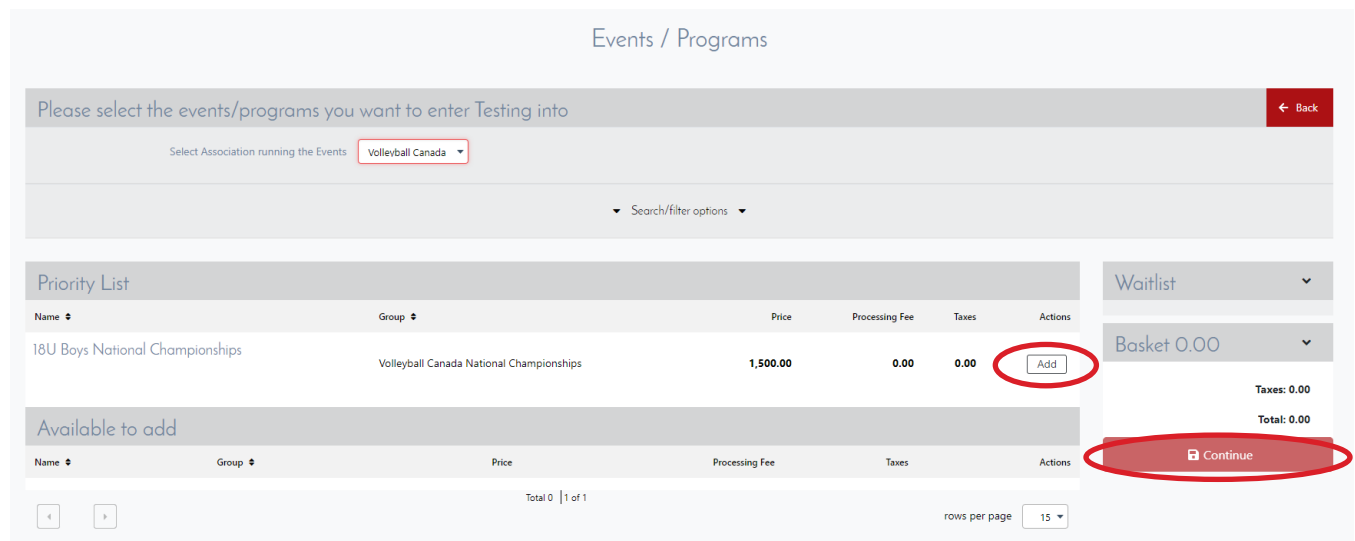 Events / Programs
Please select the events/programs you want to enter Testing into
Back
Select Association running the Events Volleyball Canada
Search/filter options
Priority List
Name Group Price Processing Fee Taxes Actions
18U Boys National Championships Volleyball Canada National Championships 1,500.00 0.00 0.00 Add
Available to add
Name Group Price Processing Fee Taxes Actions
Total 0 1 of 1
rows per page 15
Waitlist
Basket 0.00
Taxes: 0.00
Total: 0.00
Continue